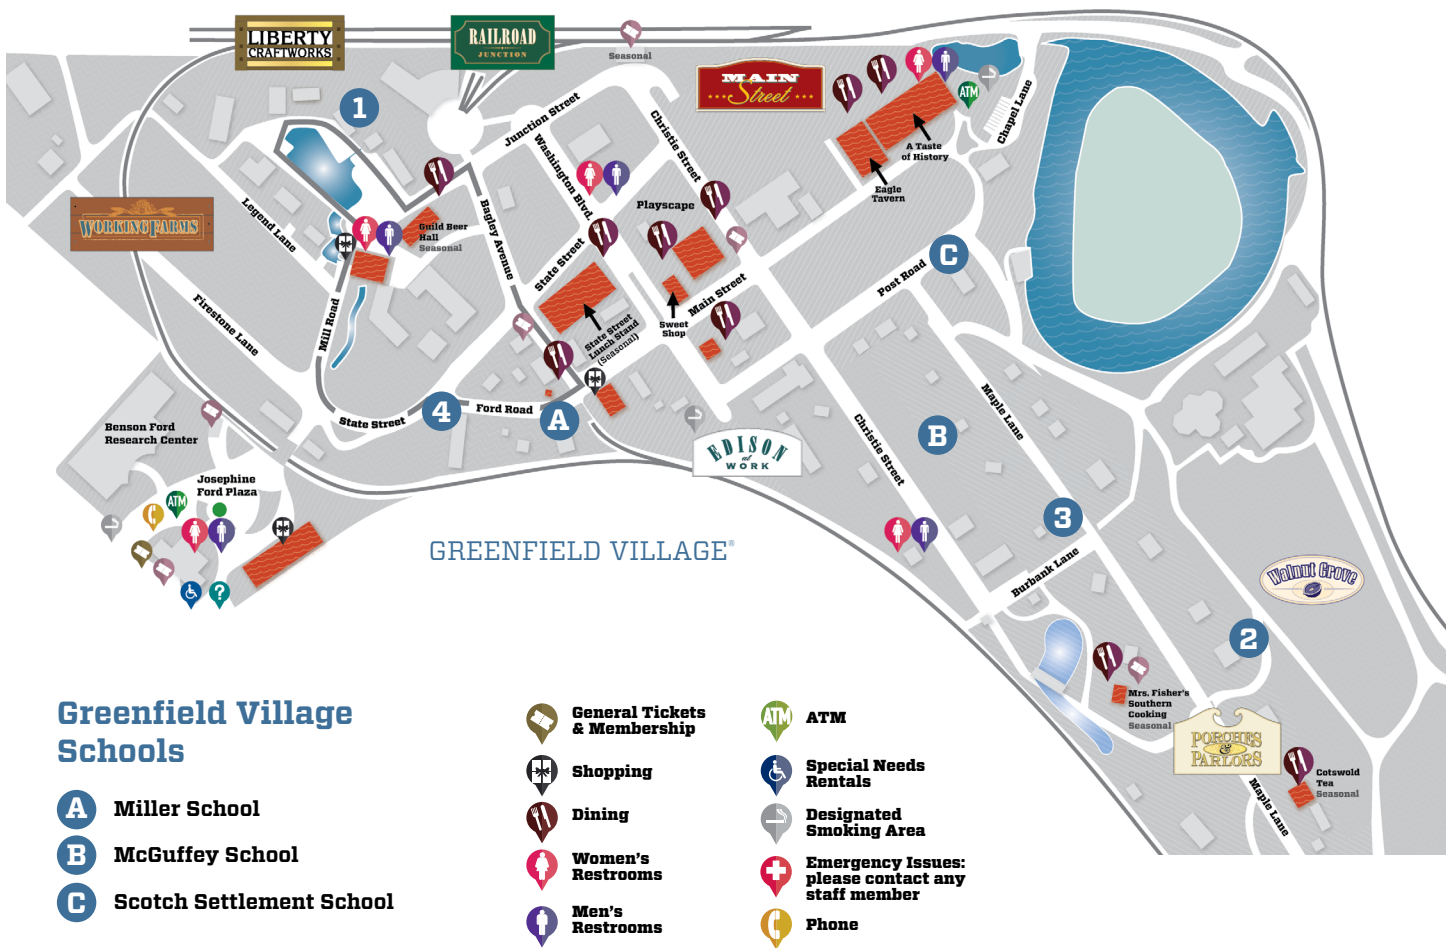 LIBERTY
CRAFTWORKS
RAILROAD
JUNCTION
Seasonal
MAIN
Street
ATM
Chapel Lane
A Taste
of History
Eagle
Tavern
1
Junction Street
Christie Street
Washington Blvd.
Playscape
WORKING FARMS
Legend Lane
Guild Beer
Hall
Seasonal
Bagley Avenue
State Street
C
Post Road
Main Street
Sweet
Shop
State Street
Lunch Stand
(Seasonal)
Firestone Lane
Mill Road
State Street
4
Ford Road
A
EDISON
at
WORK
Maple Lane
Christie Street
B
3
Benson Ford
Research Center
Josephine
Ford Plaza
ATM
?
GREENFIELD VILLAGE®
Burbank Lane
Walnut Grove
2
Mrs. Fisher's
Southern
Cooking
Seasonal
PORCHES
&
PARLORS
Cotswold
Tea
Seasonal
Maple Lane
Greenfield Village
Schools
A Miller School
B McGuffey School
C Scotch Settlement School
General Tickets
& Membership
Shopping
Dining
Women's
Restrooms
Men's
Restrooms
ATM ATM
Special Needs
Rentals
Designated
Smoking Area
Emergency Issues:
please contact any
staff member
Phone